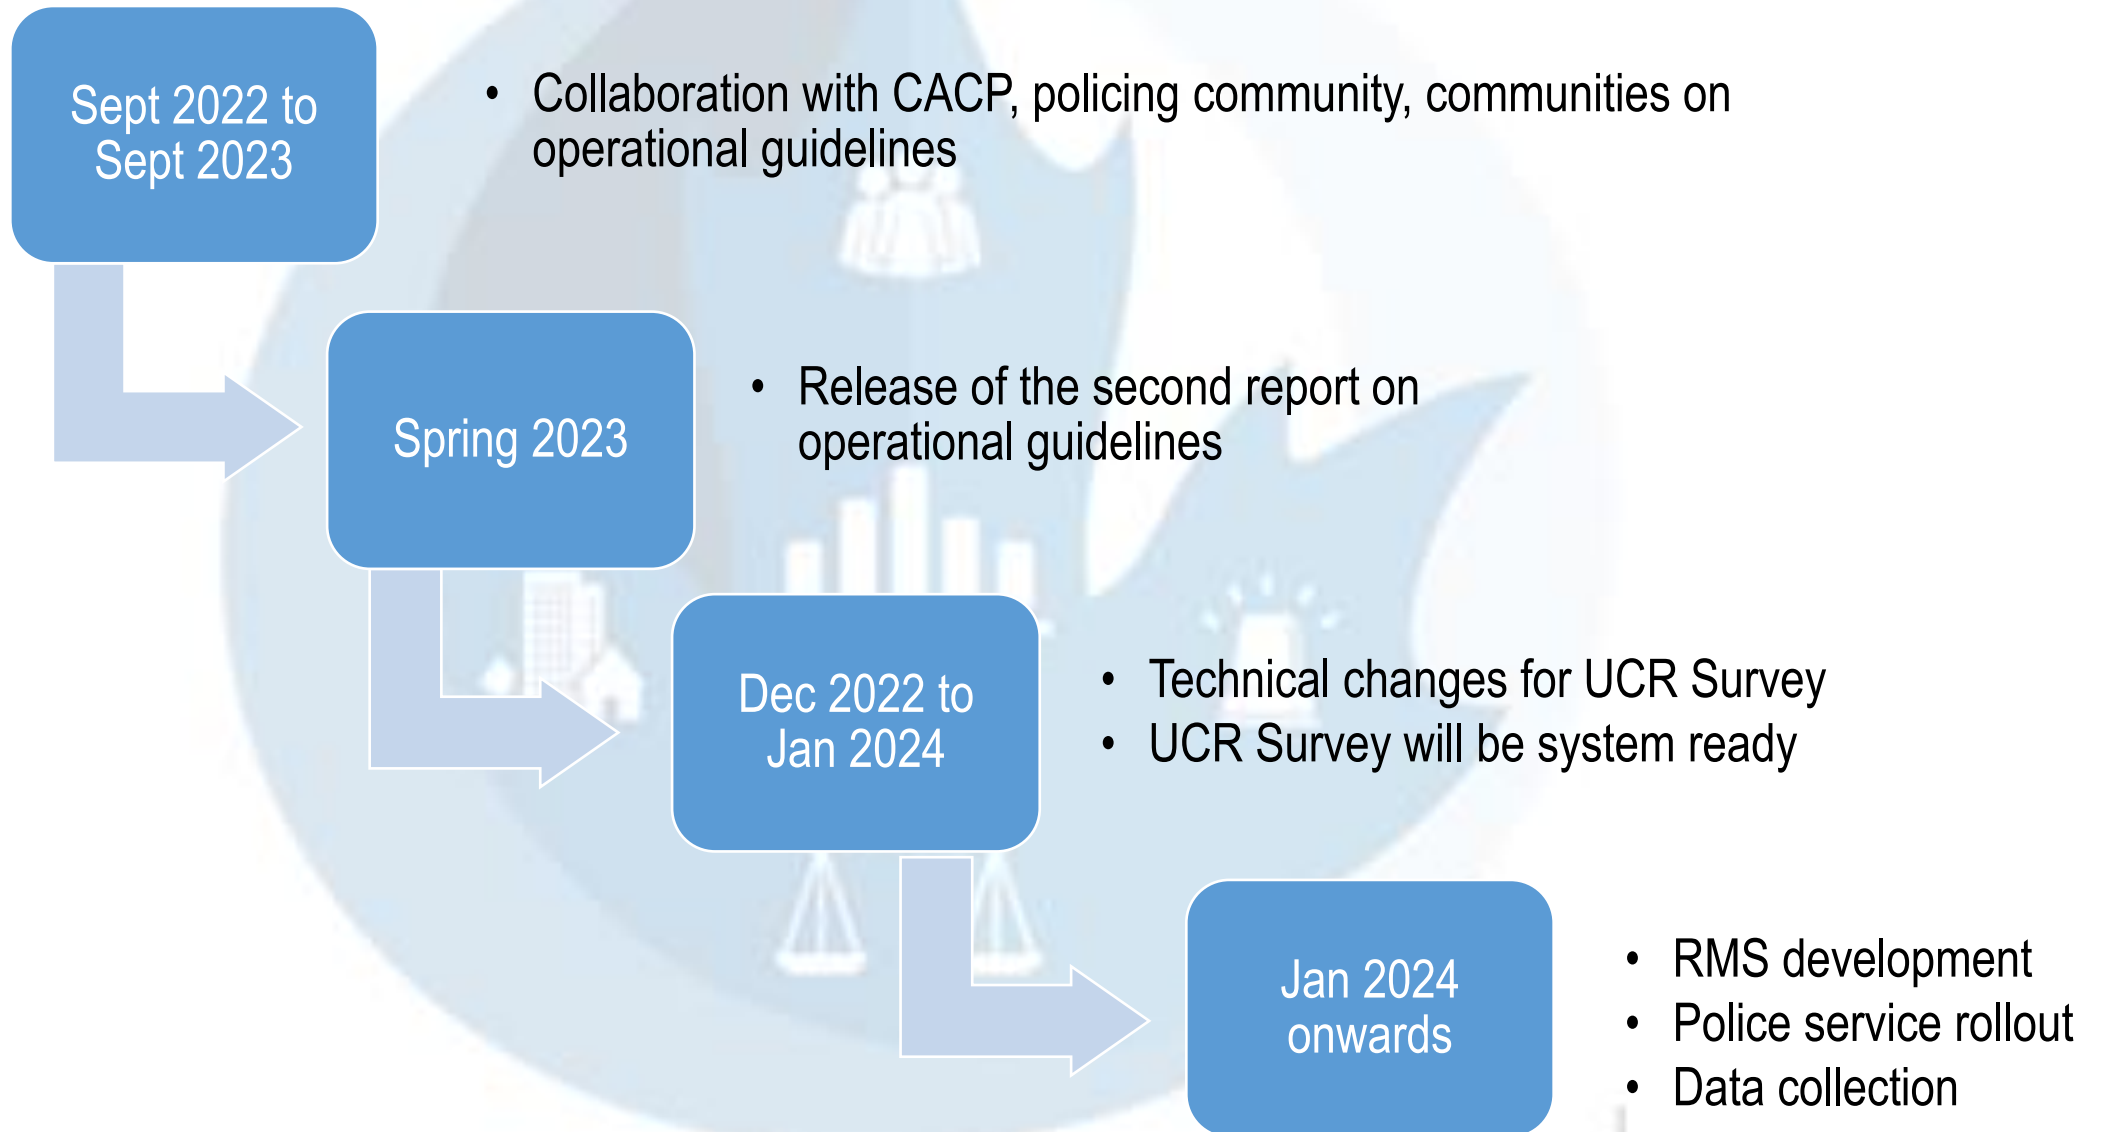 Sept 2022 to
Sept 2023
• Collaboration with CACP, policing community, communities on
operational guidelines
Spring 2023
• Release of the second report on
operational guidelines
Dec 2022 to
Jan 2024
• Technical changes for UCR Survey
• UCR Survey will be system ready
Jan 2024
onwards
• RMS development
• Police service rollout
• Data collection